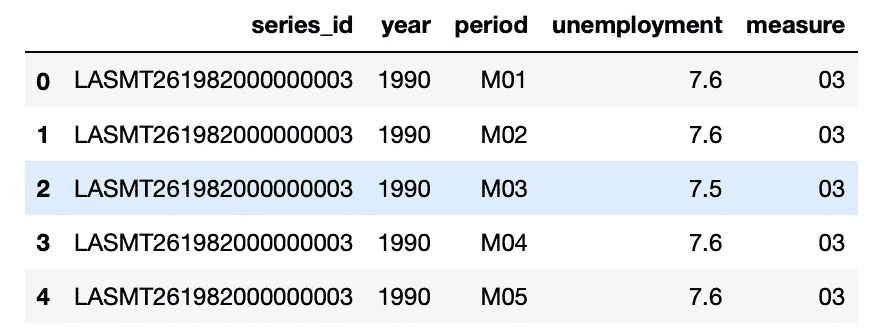 series_id year period unemployment measure
0 LASMT261982000000003 1990 M01 7.6 03
1 LASMT261982000000003 1990 M02 7.6 03
2 LASMT261982000000003 1990 M03 7.5 03
3 LASMT261982000000003 1990 M04 7.6 03
4 LASMT261982000000003 1990 M05 7.6 03